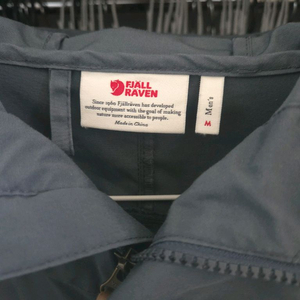 FJÄLL
RÄVEN
Since 1960 Fjällräven has developed
outdoor equipment with the goal of making
nature more accessible to people.
Made in China
Men's
M